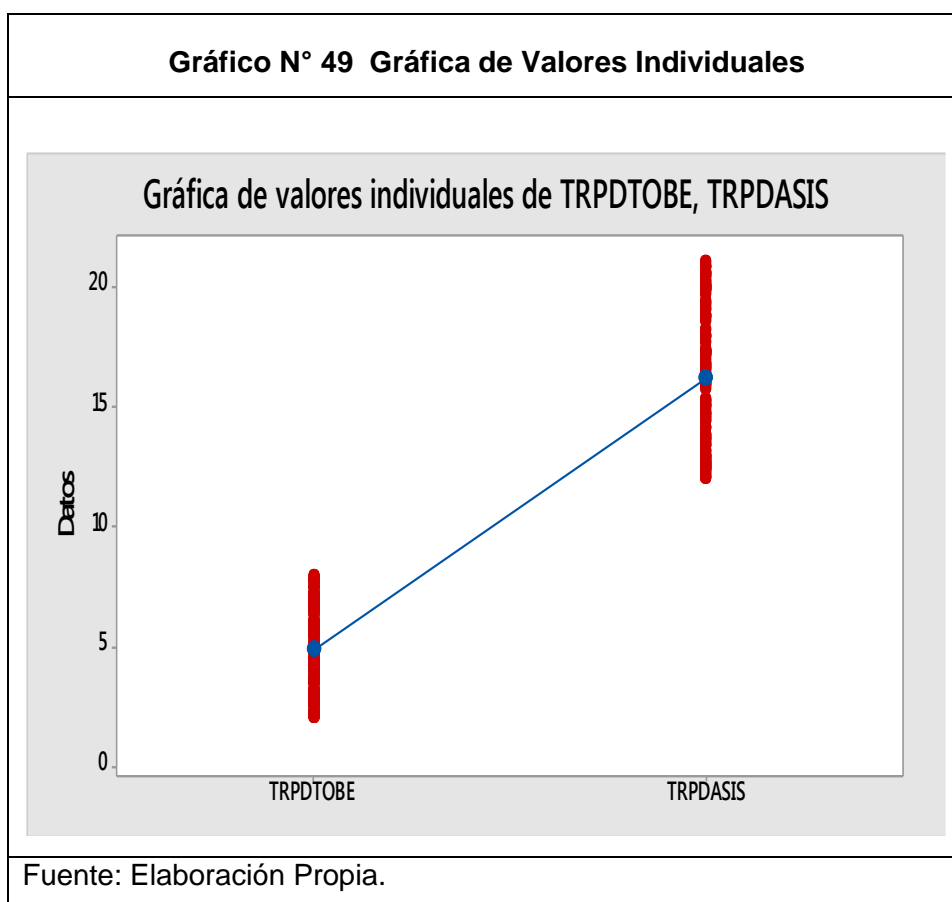 Gráfico N° 49 Gráfica de Valores Individuales
Gráfica de valores individuales de TRPDTOBE, TRPDASIS
20
15
10
5
0
Datos
TRPDTOBE TRPDASIS
Fuente: Elaboración Propia.